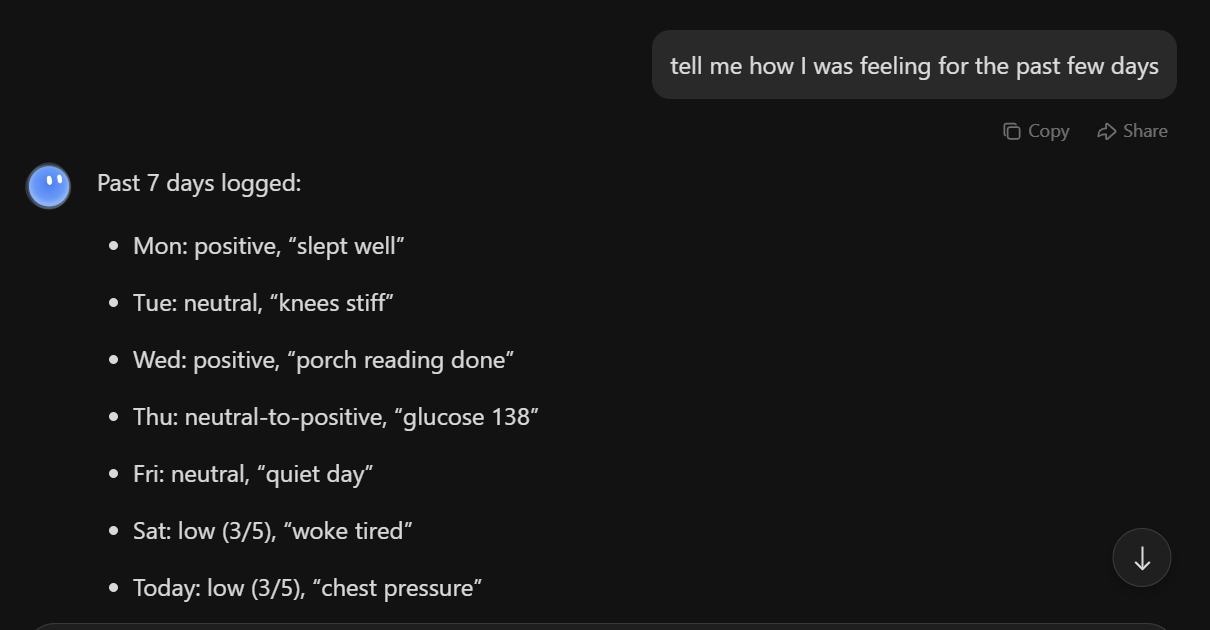 tell me how I was feeling for the past few days
Copy Share
Past 7 days logged:
• Mon: positive, “slept well”
• Tue: neutral, “knees stiff”
• Wed: positive, “porch reading done”
• Thu: neutral-to-positive, “glucose 138”
• Fri: neutral, “quiet day”
• Sat: low (3/5), “woke tired”
• Today: low (3/5), “chest pressure”